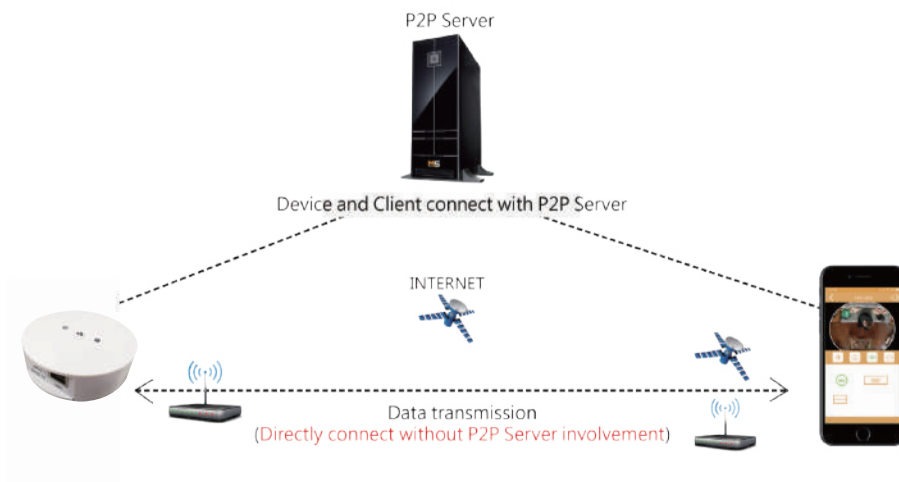 P2P Server
Device and Client connect with P2P Server
INTERNET
Data transmission
(Directly connect without P2P Server involvement)